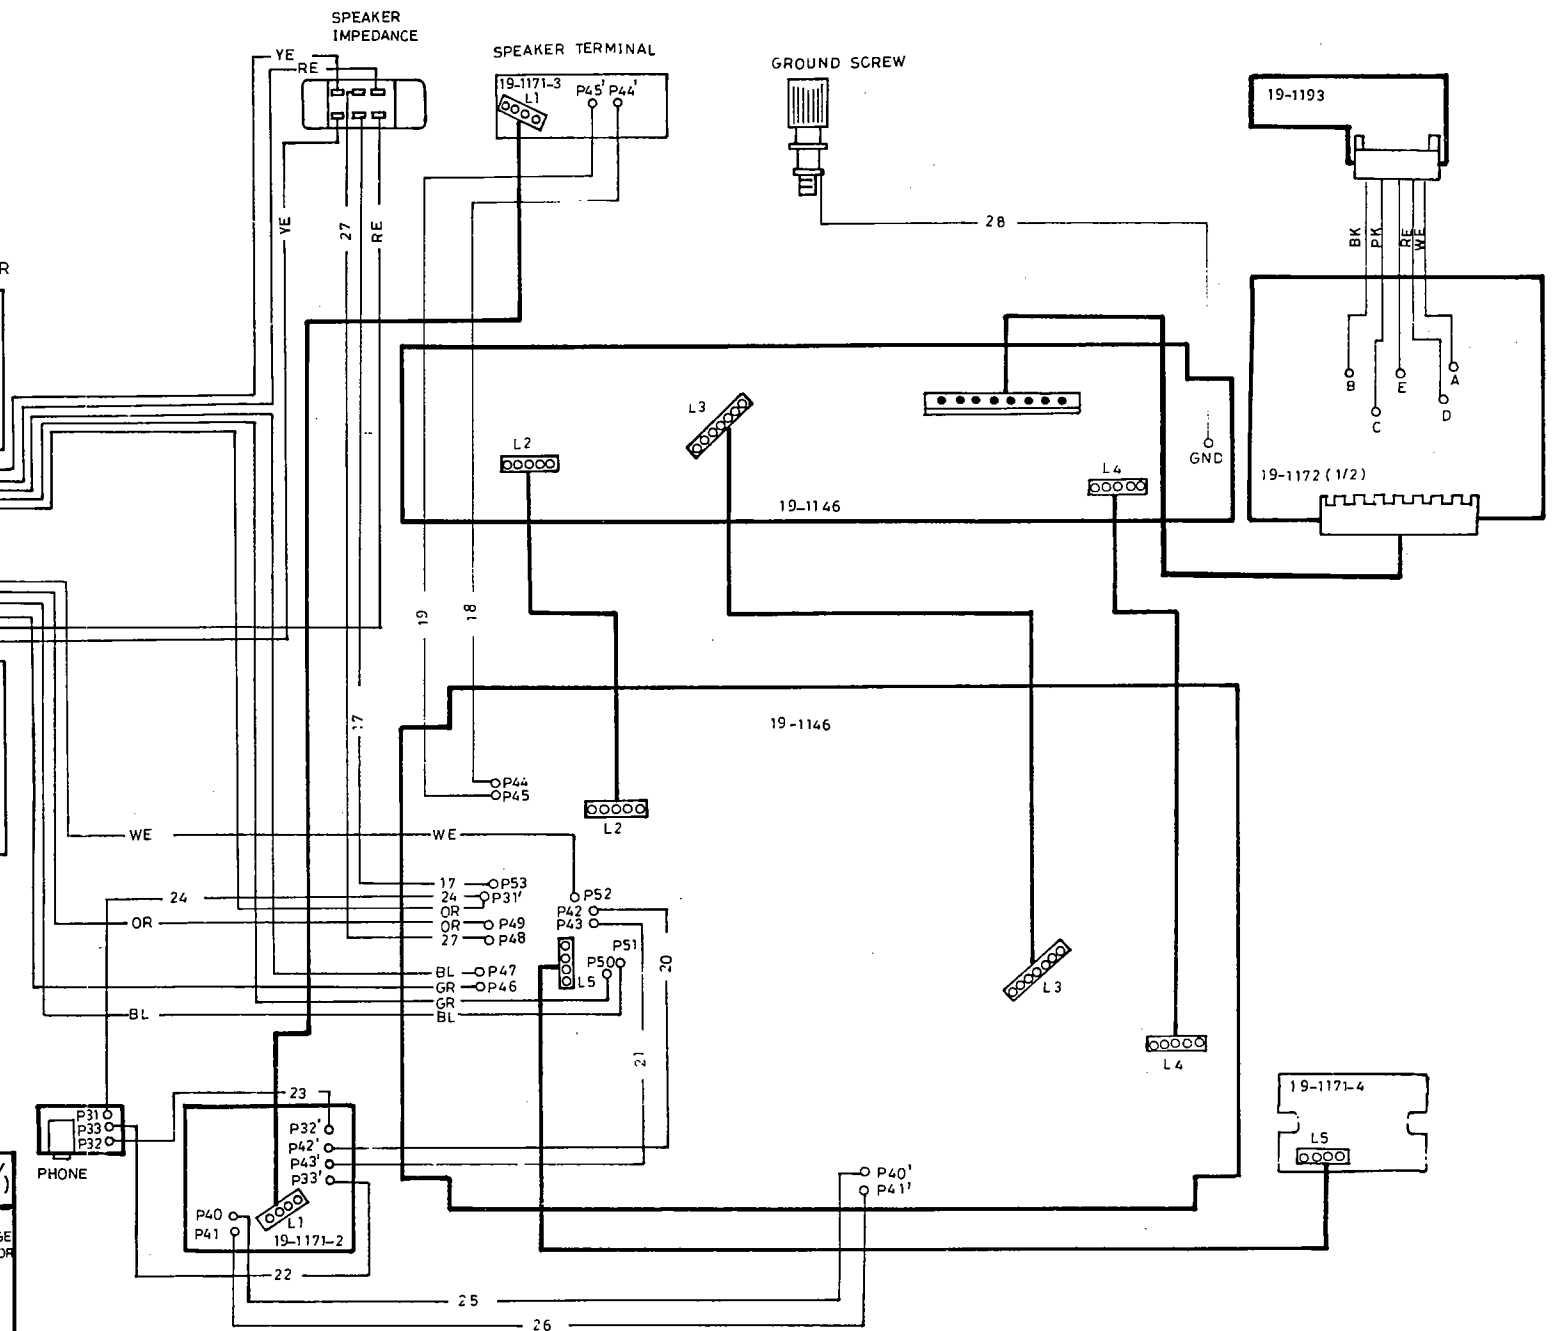 SPEAKER
IMPEDANCE
YE
RE
SPEAKER TERMINAL
19-1171-3
L1
P45' P44'
GROUND SCREW
19-1193
YE
27
RE
28
BK
PK
RE
WE
R
B
C
E
D
A
L3
L2
L4
GND
19-1146
19-1172 (1/2)
19
18
17
19-1146
P44
P45
L2
WE
WE
24
17
P53
24
P31'
OR
OR
OR
P49
27
P48
P52
P42
P43
P51
P50
L5
20
BL
P47
GR
P46
GR
BL
BL
21
L3
L4
23
P31
P33
P32
PHONE
P32'
P42'
P43'
P33'
P40
P41
L1
19-1171-2
P40'
P41'
19-1171-4
L5
22
25
26